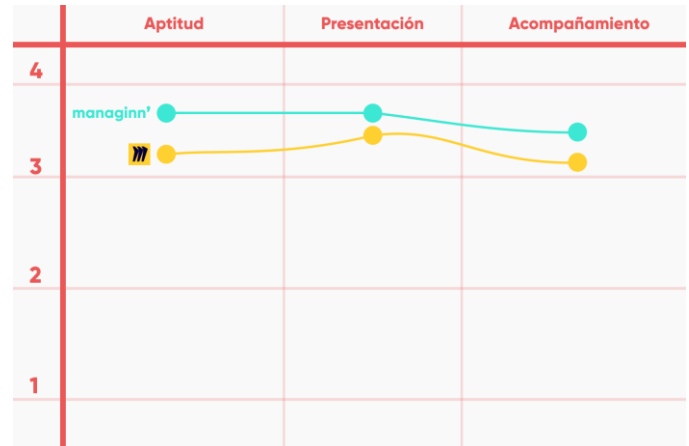 Aptitud
Presentación
Acompañamiento
4
managinn'
3
2
1